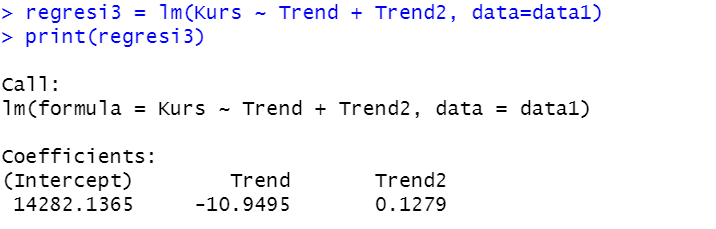 > regresi3 = lm(Kurs ~ Trend + Trend2, data=data1)
> print(regresi3)
Call:
lm(formula = Kurs ~ Trend + Trend2, data = data1)
Coefficients:
(Intercept)        Trend       Trend2
 14282.1365     -10.9495       0.1279